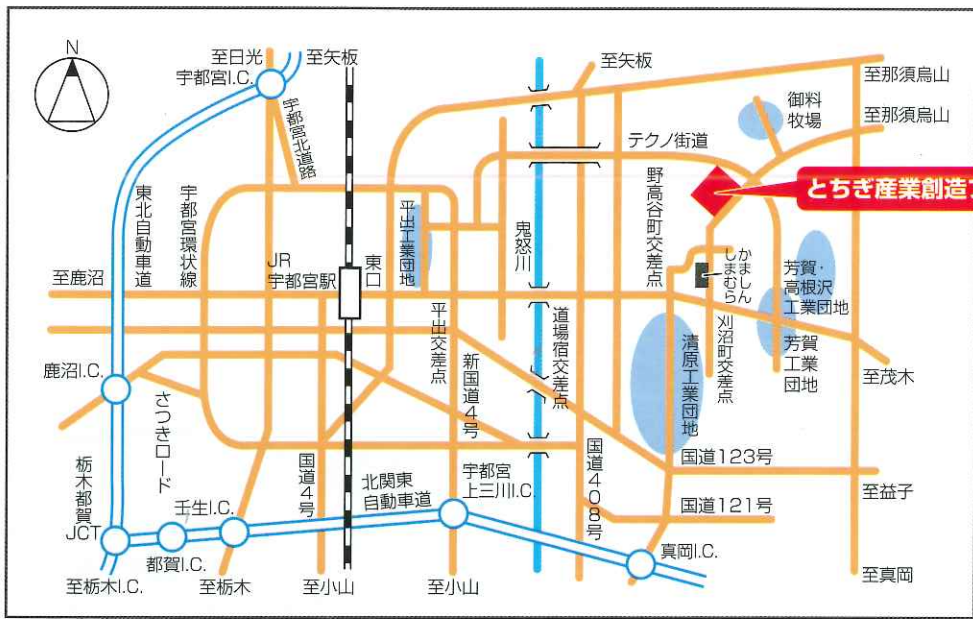 N
至日光
宇都宮I.C.
至矢板
至矢板
至那須烏山
至那須烏山
御料
牧場
宇都宮北道路
テクノ街道
とちぎ産業創造
東北自動車道
宇都宮環状線
平出工業団地
鬼怒川
野高谷町交差点
かましん
しまむら
JR
宇都宮駅
東口
至鹿沼
芳賀・
高根沢
工業団地
平出交差点
道場宿交差点
刈沼町交差点
清原工業団地
芳賀
工業
団地
至茂木
鹿沼I.C.
さつきロード
新国道4号
国道4号
国道408号
国道123号
国道121号
至益子
栃木都賀
JCT
都賀I.C.
壬生I.C.
北関東
自動車道
宇都宮
上三川I.C.
真岡I.C.
至栃木I.C.
至栃木
至小山
至小山
至真岡